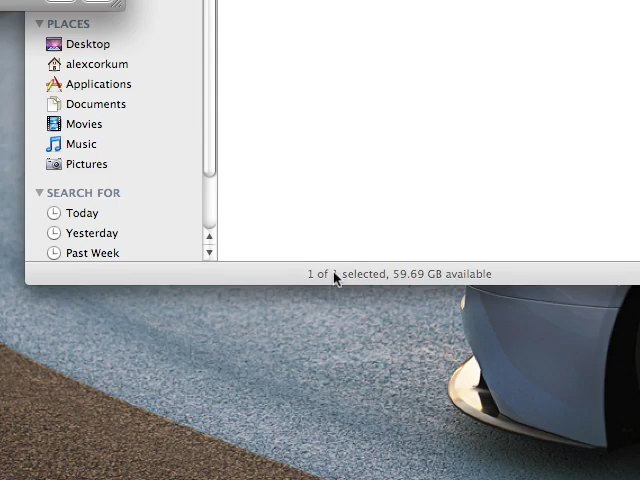 PLACES
Desktop
alexcorkum
Applications
Documents
Movies
Music
Pictures
SEARCH FOR
Today
Yesterday
Past Week
1 of 1 selected, 59.69 GB available